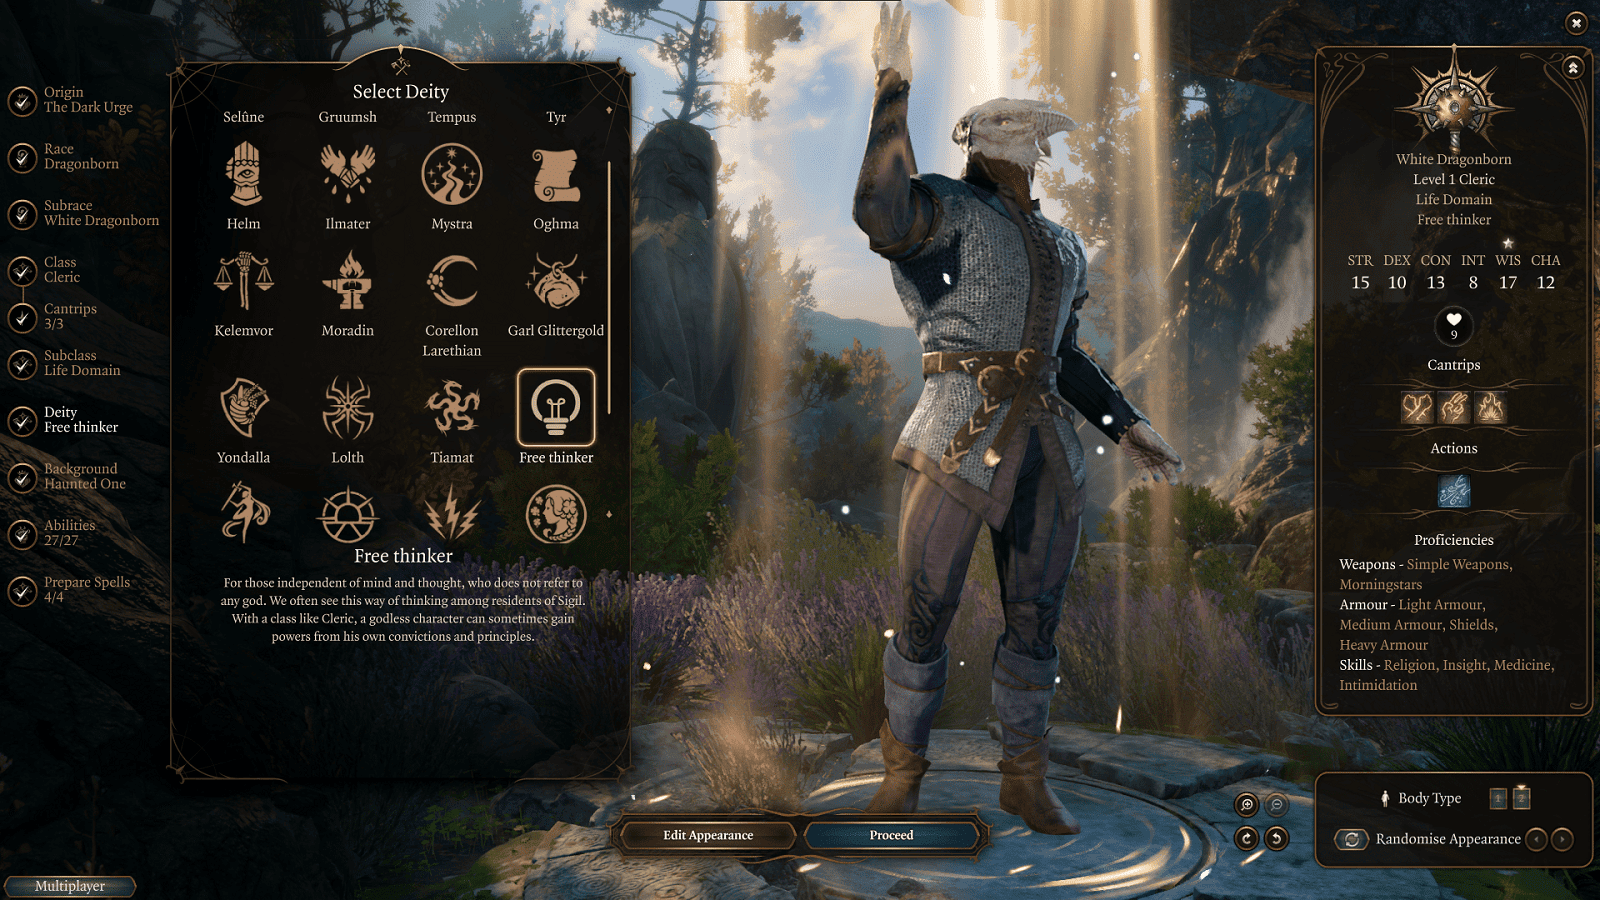 Origin
The Dark Urge
Race
Dragonborn
Subrace
White Dragonborn
Class
Cleric
Cantrips
3/3
Subclass
Life Domain
Deity
Free thinker
Background
Haunted One
Abilities
27/27
Prepare Spells
4/4
Multiplayer
Select Deity
Selûne Gruumsh Tempus Tyr
Helm Ilmater Mystra Oghma
Kelemvor Moradin Corellon Larethian Garl Glittergold
Yondalla Lolth Tiamat Free thinker
Free thinker
For those independent of mind and thought, who does not refer to
any god. We often see this way of thinking among residents of Sigil.
With a class like Cleric, a godless character can sometimes gain
powers from his own convictions and principles.
Edit Appearance
Proceed
White Dragonborn
Level 1 Cleric
Life Domain
Free thinker
STR DEX CON INT WIS CHA
15 10 13 8 17 12
9
Cantrips
Actions
Proficiencies
Weapons - Simple Weapons,
Morningstars
Armour - Light Armour,
Medium Armour, Shields,
Heavy Armour
Skills - Religion, Insight, Medicine,
Intimidation
Body Type 1 2
Randomise Appearance